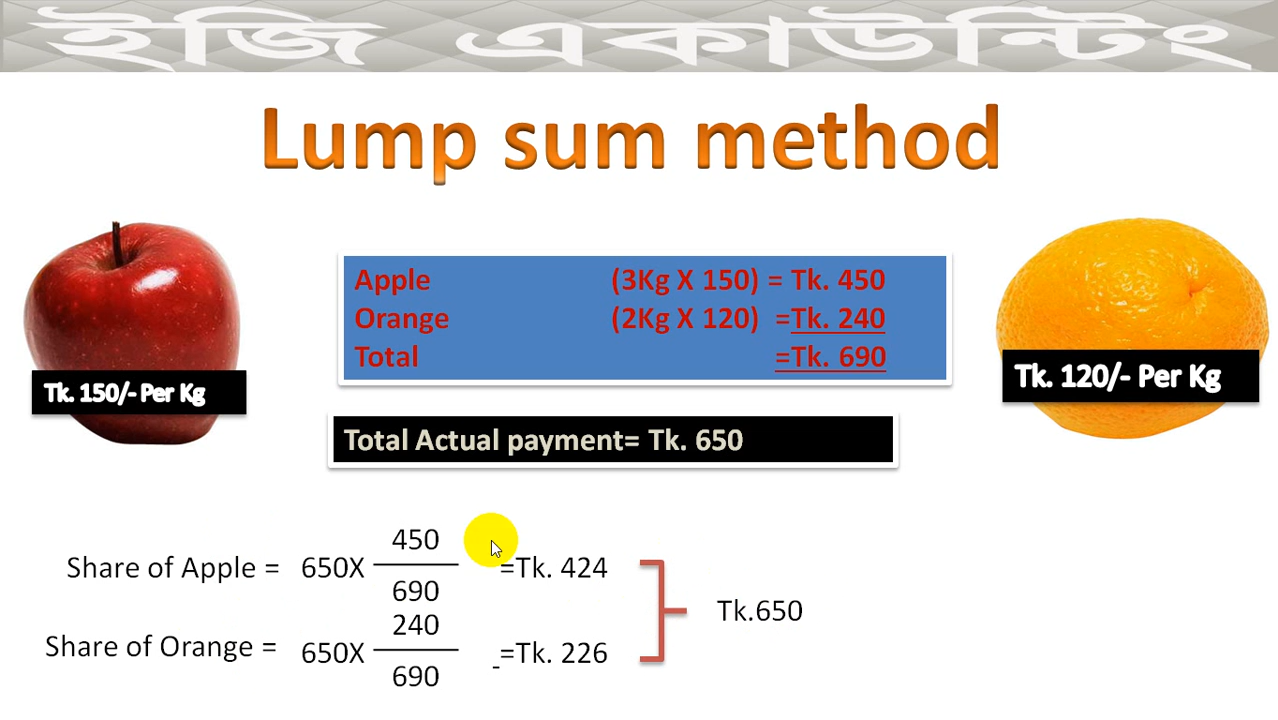 ইজি একাউন্টিং
Lump sum method
Apple (3Kg X 150) = Tk. 450
Orange (2Kg X 120) =Tk. 240
Total =Tk. 690
Tk. 150/- Per Kg
Tk. 120/- Per Kg
Total Actual payment= Tk. 650
Share of Apple = 650X 450 =Tk. 424
690
Share of Orange = 650X 240 -=Tk. 226
690
Tk.650